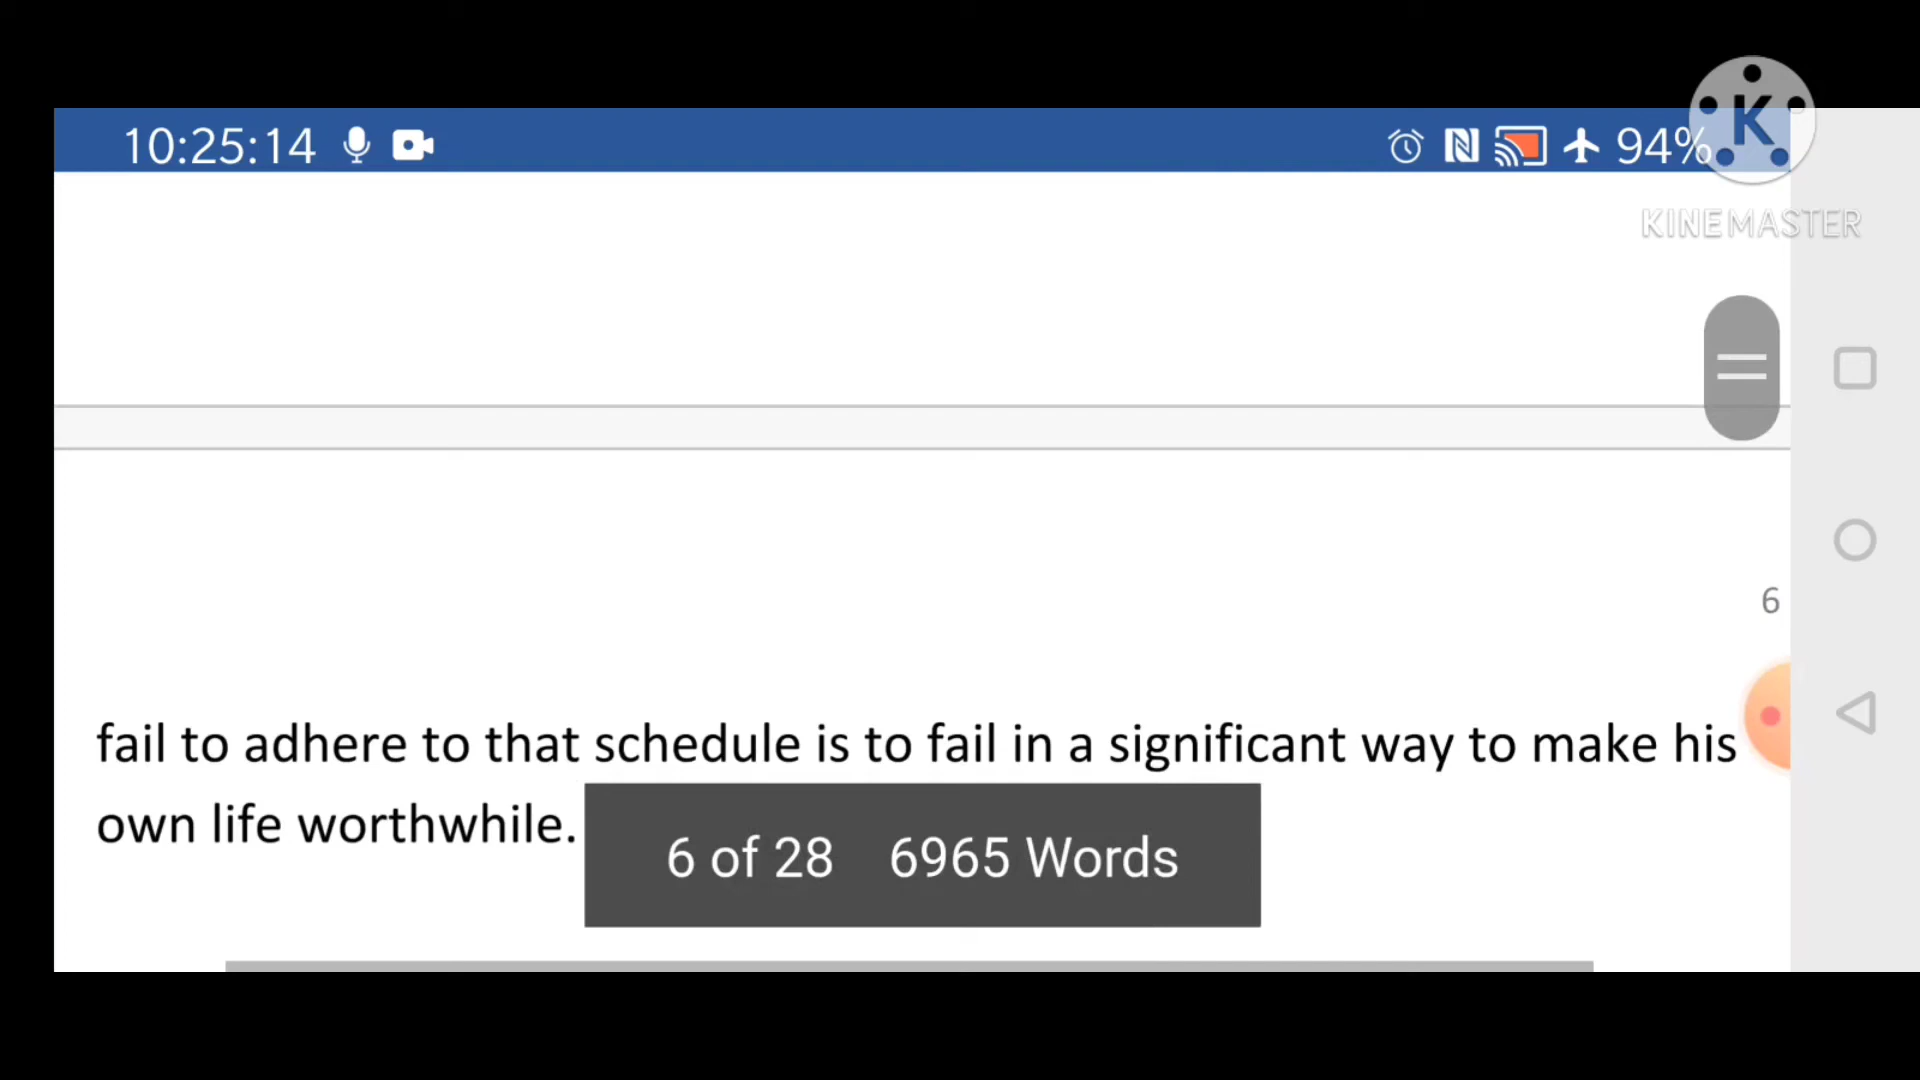 10:25:14 94%
K
KINEMASTER
6
fail to adhere to that schedule is to fail in a significant way to make his
own life worthwhile.
6 of 28 6965 Words